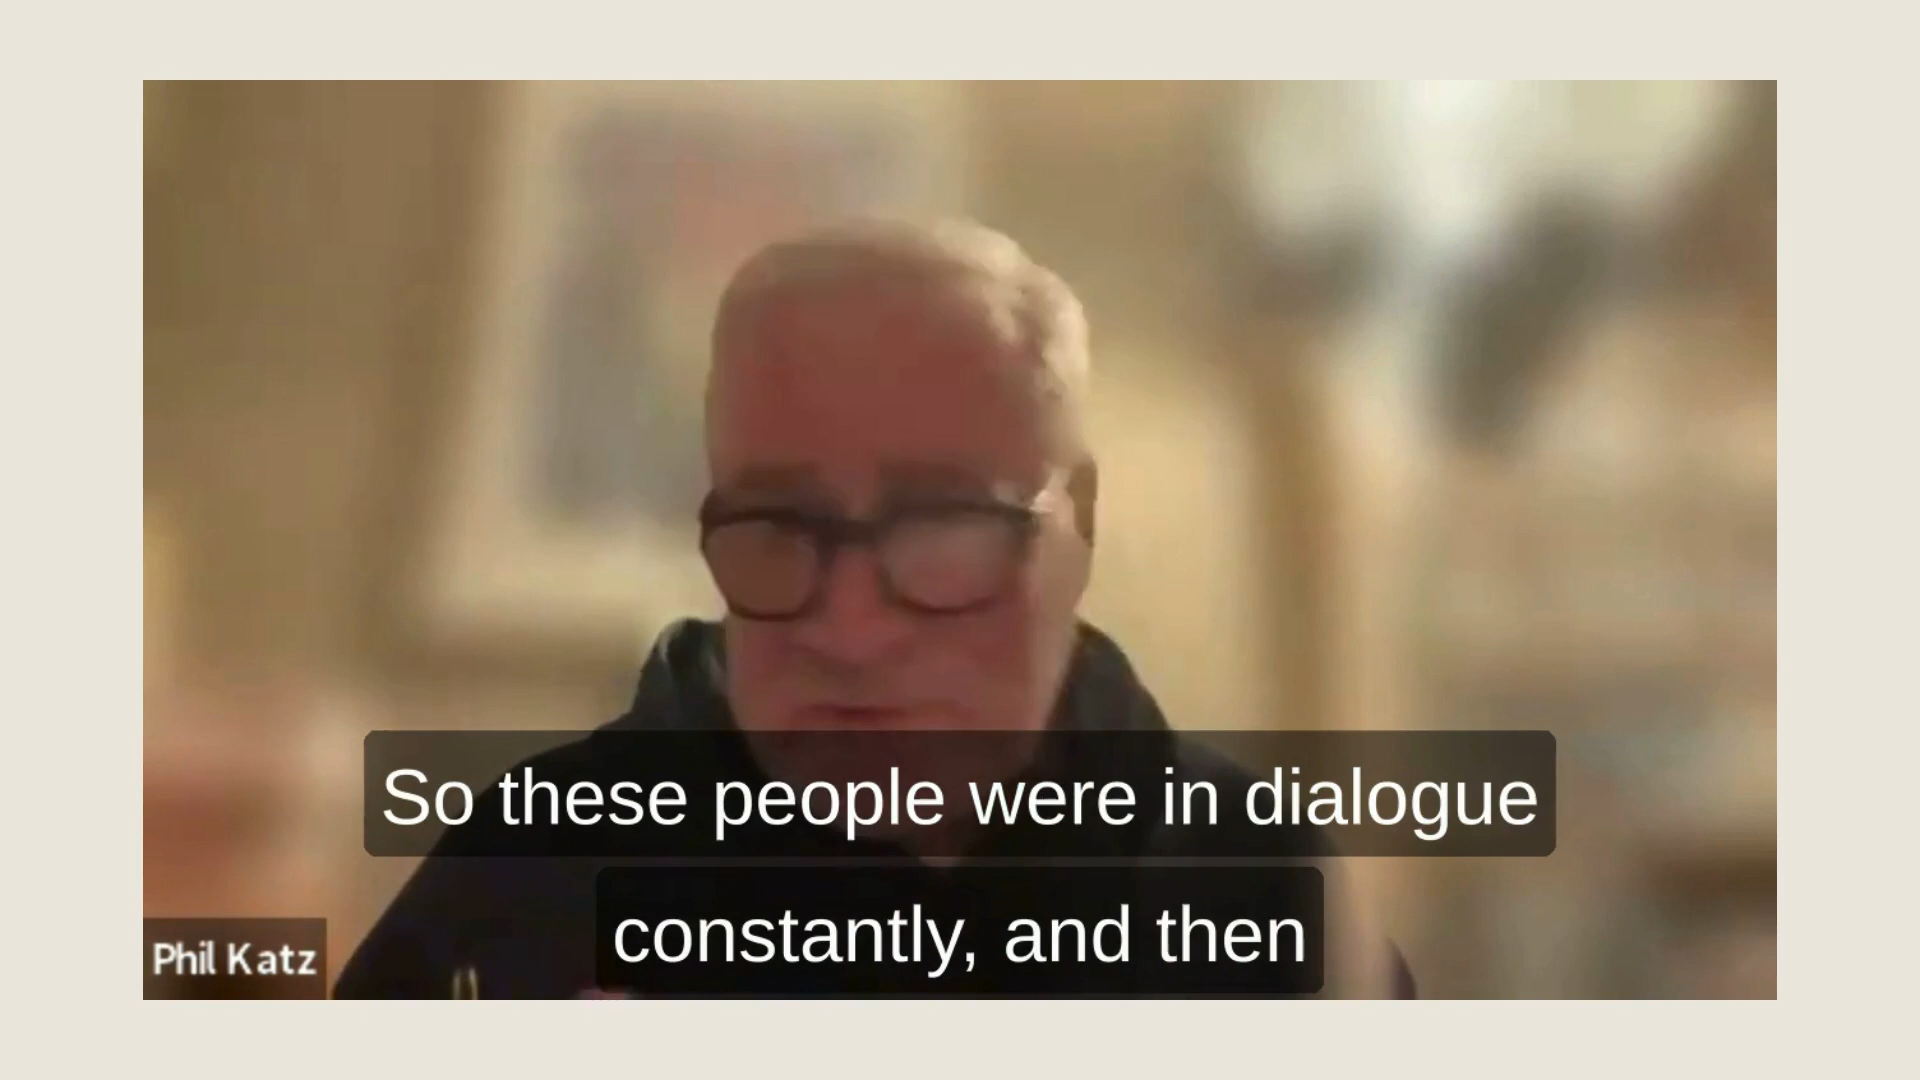 So these people were in dialogue
constantly, and then
Phil Katz